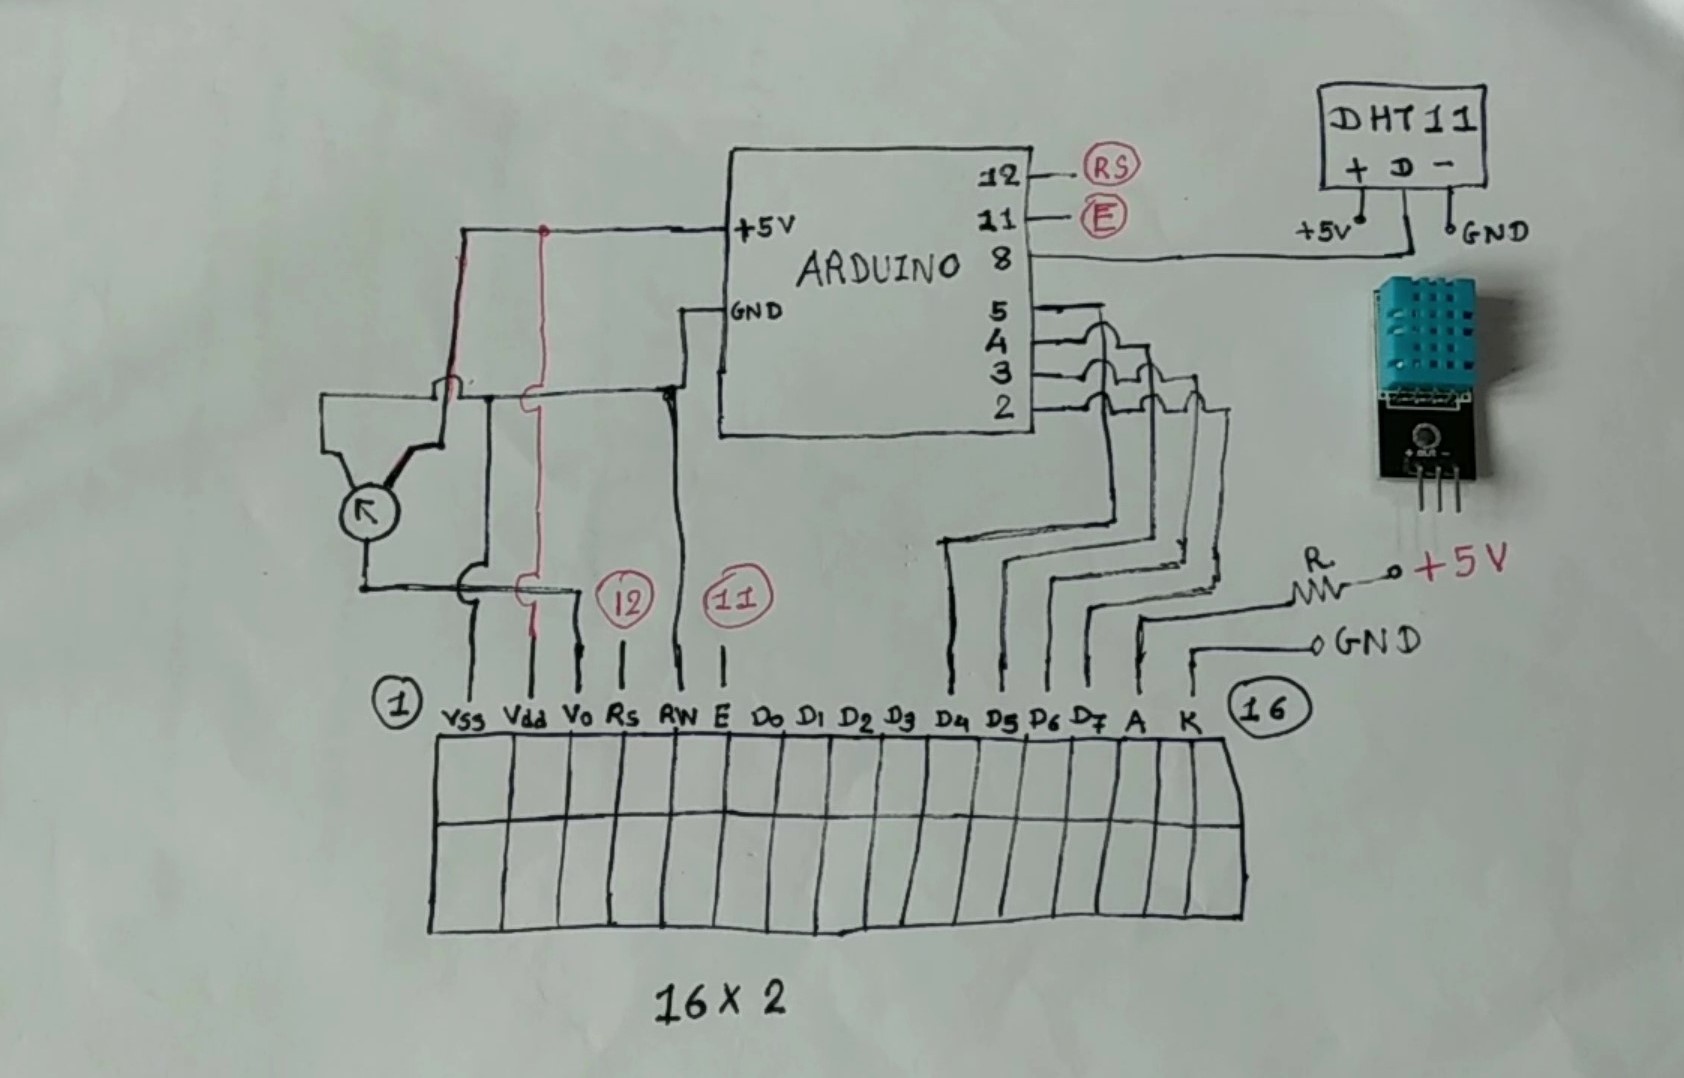 DHT11
+ D -
+5V
GND
ARDUINO
+5V
GND
12
11
8
5
4
3
2
RS
E
+ out -
R
+5V
GND
12
11
1
16
Vss Vdd Vo Rs RW E D0 D1 D2 D3 D4 D5 D6 D7 A K
16 X 2